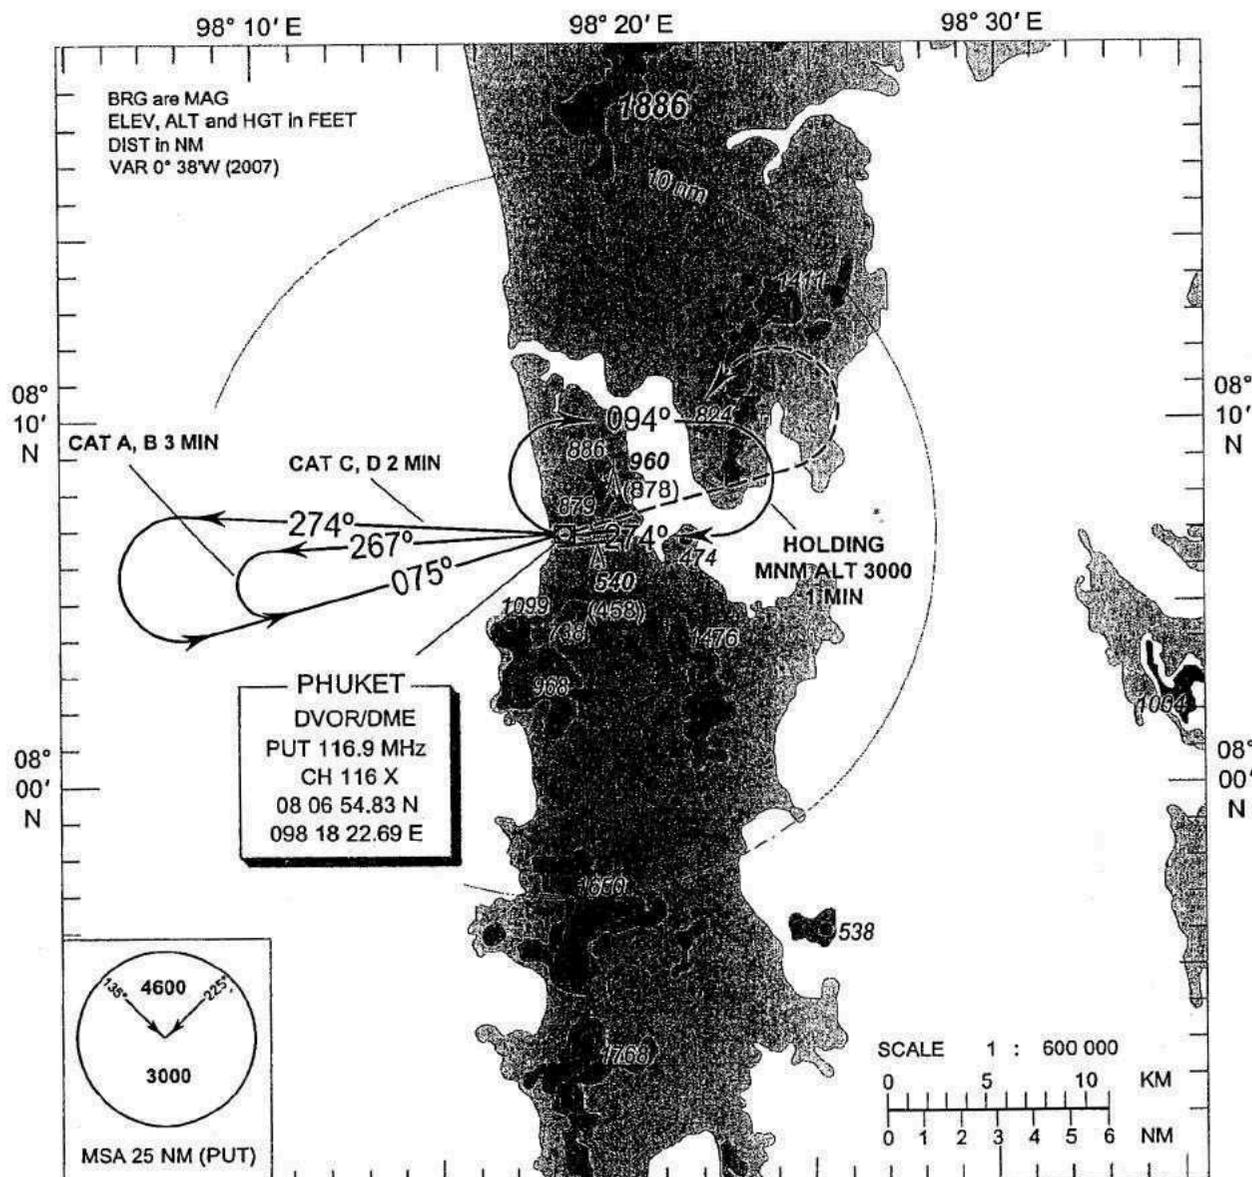 98° 10' E
98° 20' E
98° 30' E
BRG are MAG
ELEV, ALT and HGT in FEET
DIST in NM
VAR 0° 38'W (2007)
1886
10 nm
1411
08°
10'
N
08°
10'
N
CAT A, B 3 MIN
CAT C, D 2 MIN
094°
824
886
960
(878)
879
274°
267°
075°
274°
474
HOLDING
MNM ALT 3000
1 MIN
540
(458)
1099
738
1476
968
1004
PHUKET
DVOR/DME
PUT 116.9 MHz
CH 116 X
08 06 54.83 N
098 18 22.69 E
08°
00'
N
08°
00'
N
1650
538
135°
4600
225°
3000
MSA 25 NM (PUT)
1768
SCALE 1 : 600 000
0 5 10 KM
0 1 2 3 4 5 6 NM